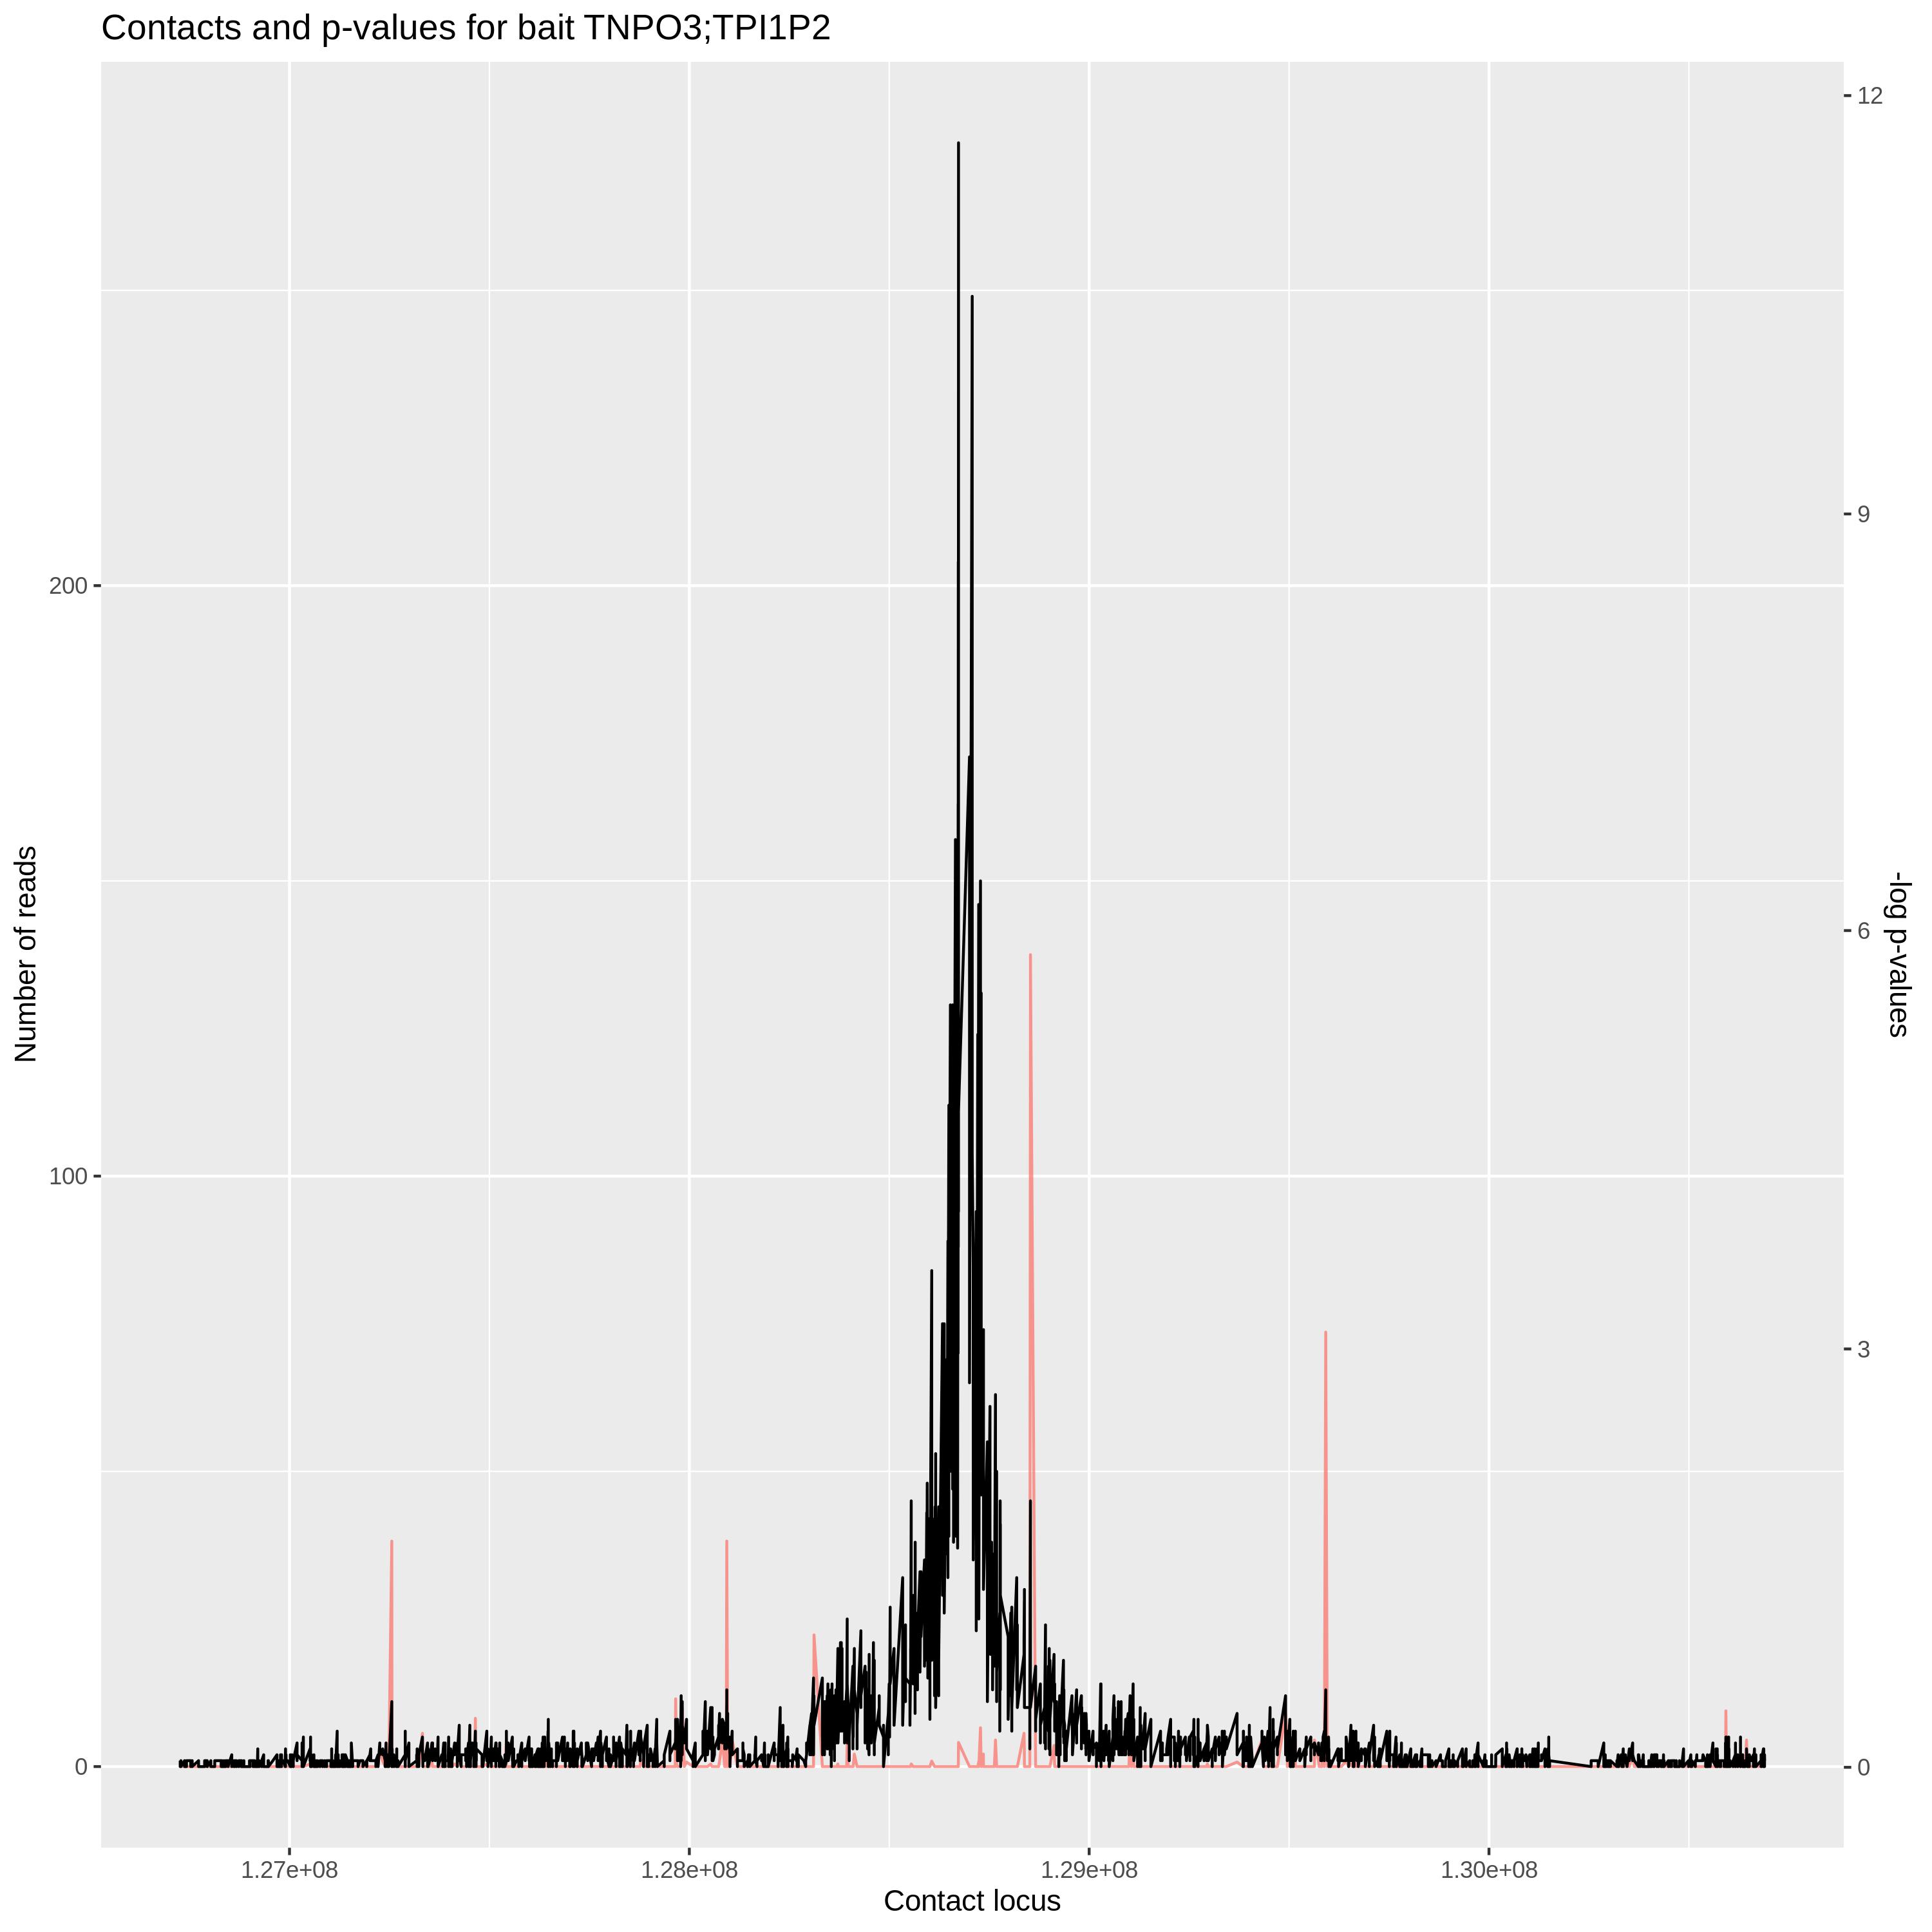 Contacts and p-values for bait TNPO3;TPI1P2
Number of reads
200
100
0
12
9
6
3
0
-log p-values
1.27e+08
1.28e+08
1.29e+08
1.30e+08
Contact locus